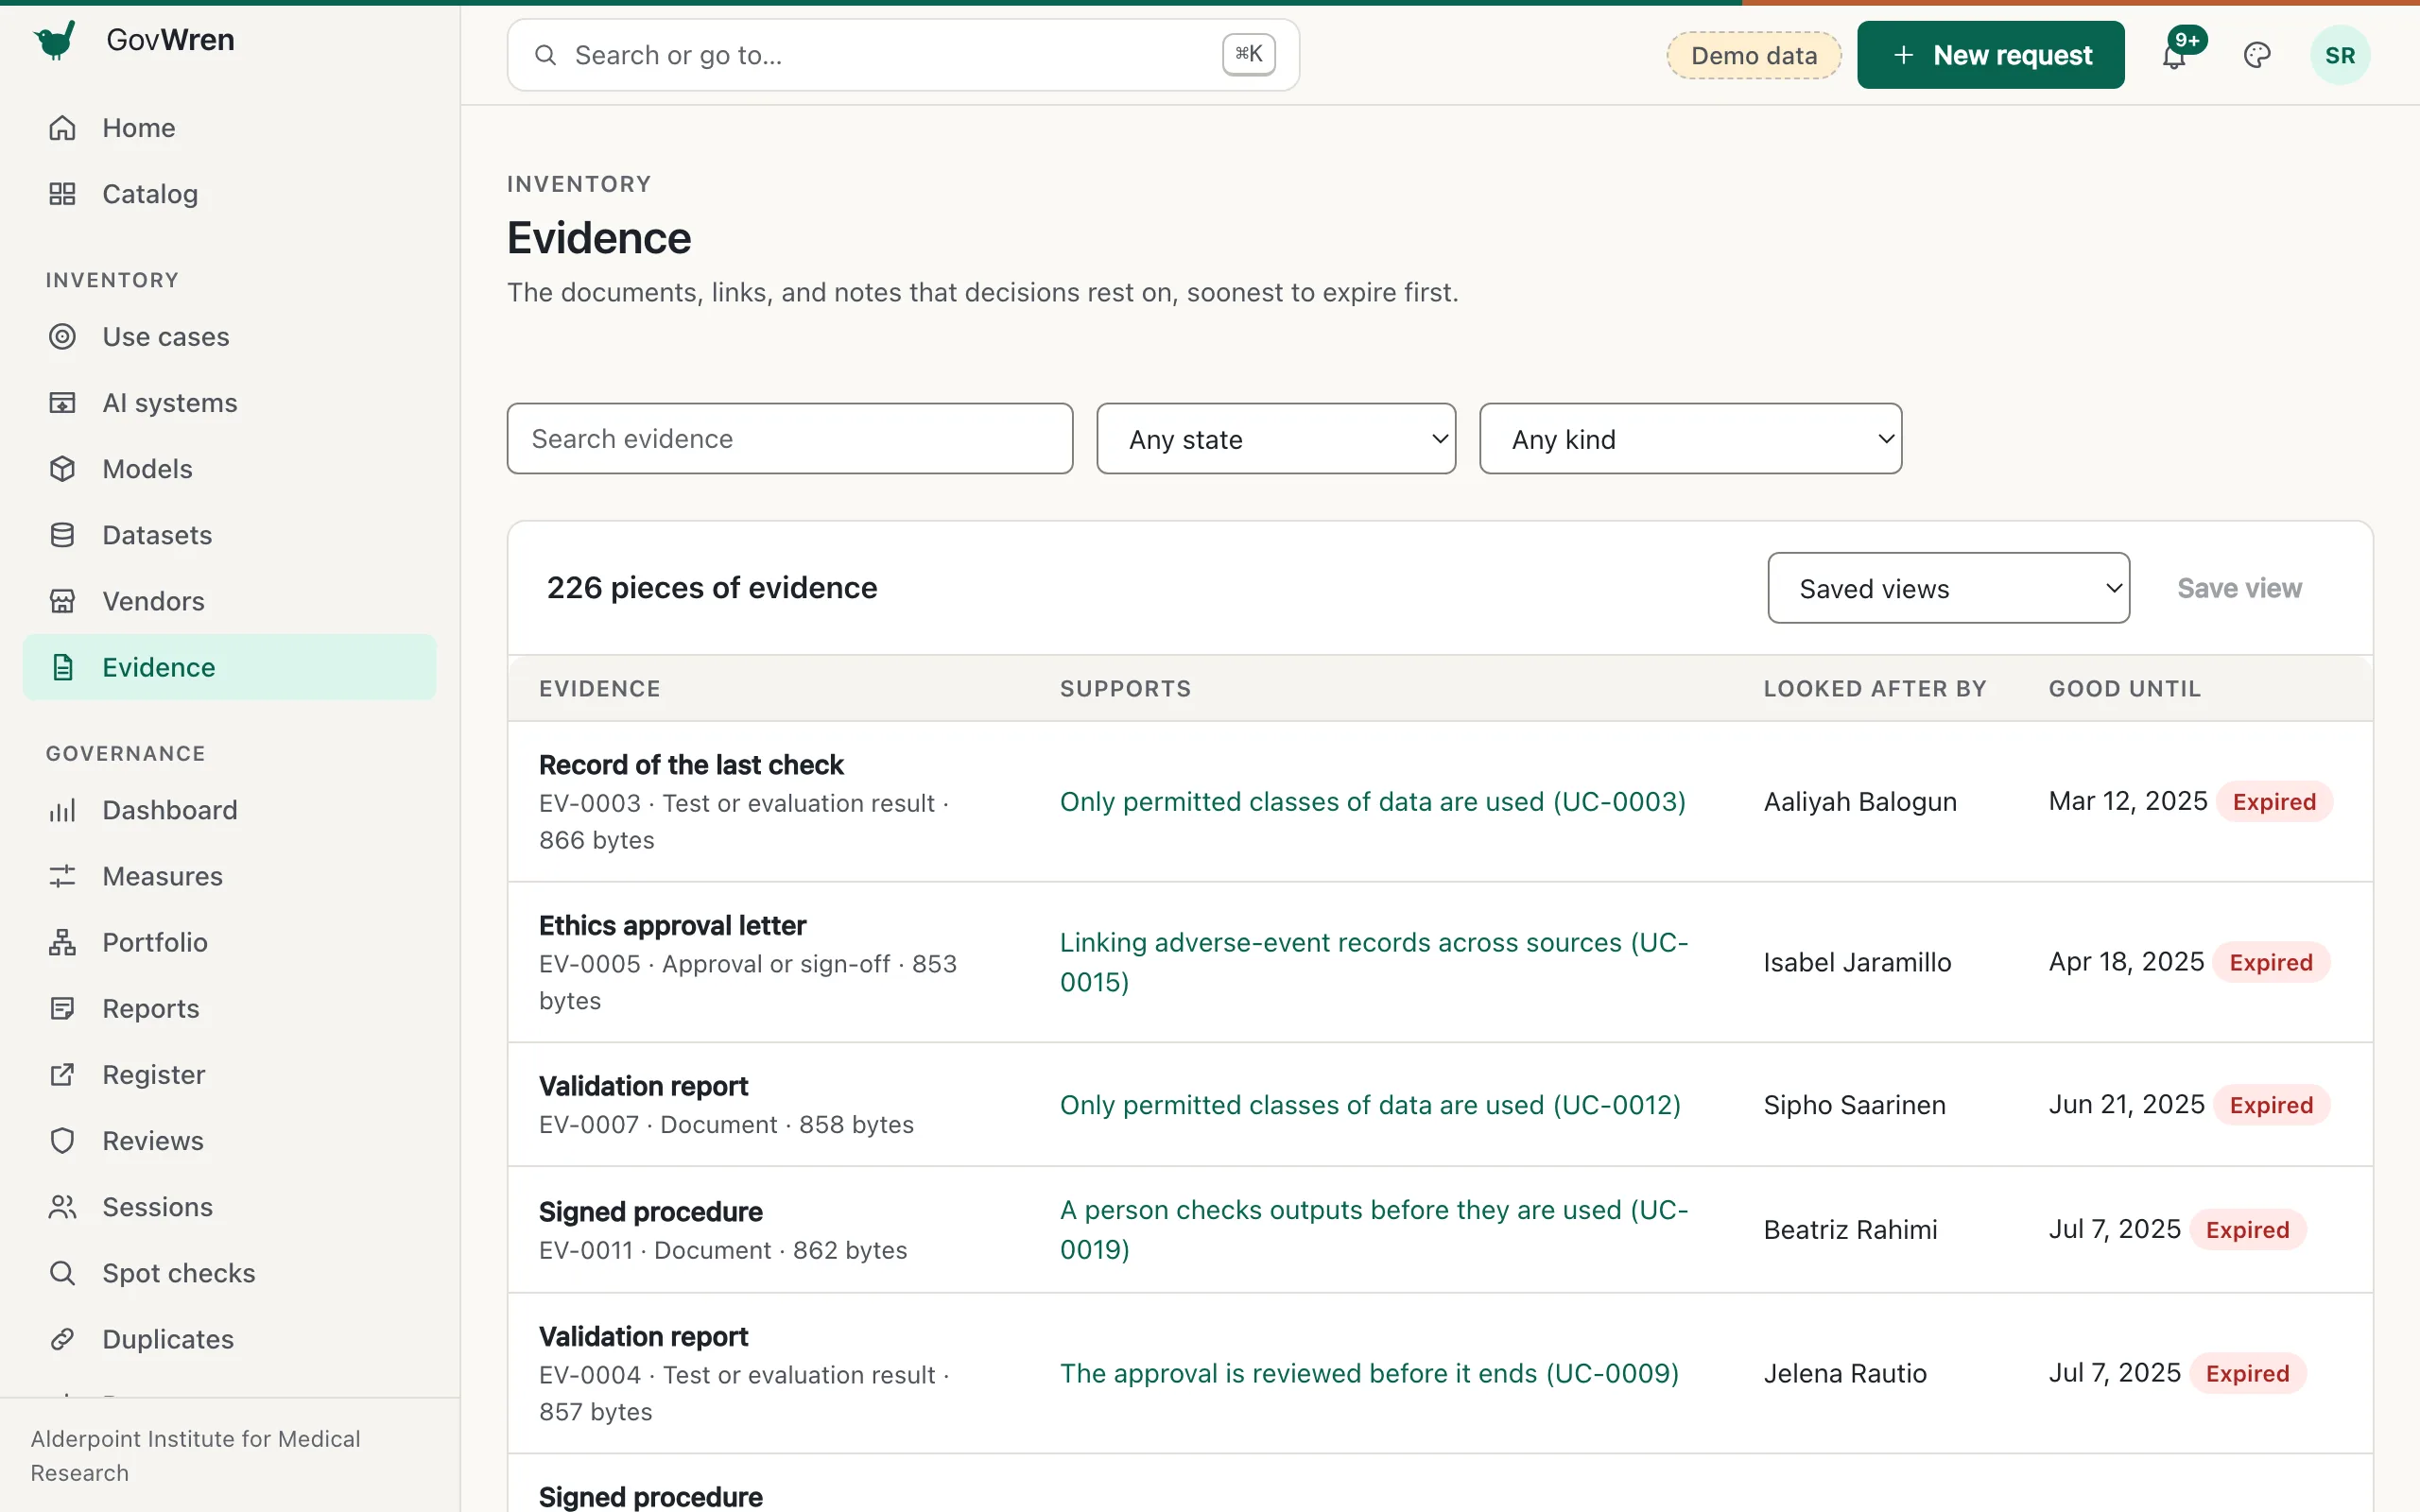 GovWren
Search or go to...
⌘K
Demo data
+ New request
9+
SR
Home
Catalog
INVENTORY
Use cases
AI systems
Models
Datasets
Vendors
Evidence
GOVERNANCE
Dashboard
Measures
Portfolio
Reports
Register
Reviews
Sessions
Spot checks
Duplicates
Alderpoint Institute for Medical
Research
INVENTORY
Evidence
The documents, links, and notes that decisions rest on, soonest to expire first.
Search evidence
Any state
Any kind
226 pieces of evidence
Saved views
Save view
EVIDENCE SUPPORTS LOOKED AFTER BY GOOD UNTIL
Record of the last check
EV-0003 · Test or evaluation result ·
866 bytes
Only permitted classes of data are used (UC-0003)
Aaliyah Balogun
Mar 12, 2025 Expired
Ethics approval letter
EV-0005 · Approval or sign-off · 853
bytes
Linking adverse-event records across sources (UC-
0015)
Isabel Jaramillo
Apr 18, 2025 Expired
Validation report
EV-0007 · Document · 858 bytes
Only permitted classes of data are used (UC-0012)
Sipho Saarinen
Jun 21, 2025 Expired
Signed procedure
EV-0011 · Document · 862 bytes
A person checks outputs before they are used (UC-
0019)
Beatriz Rahimi
Jul 7, 2025 Expired
Validation report
EV-0004 · Test or evaluation result ·
857 bytes
The approval is reviewed before it ends (UC-0009)
Jelena Rautio
Jul 7, 2025 Expired
Signed procedure